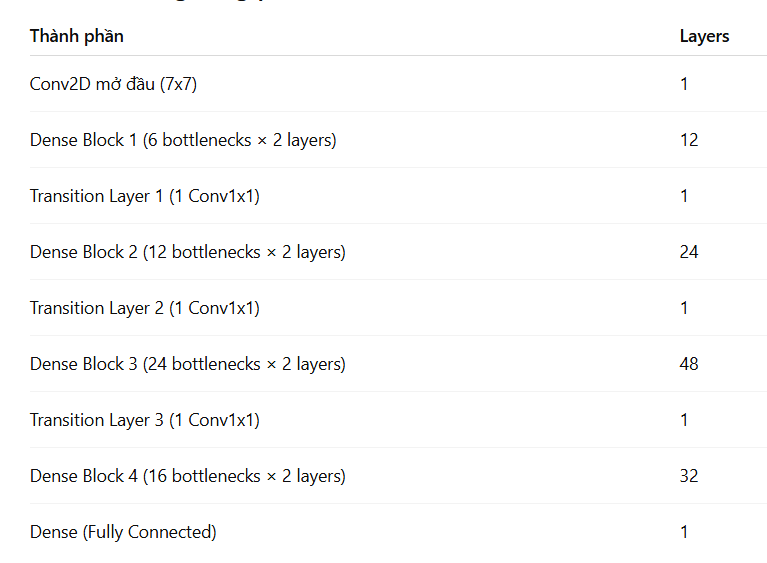 Thành phần Layers
Conv2D mở đầu (7x7) 1
Dense Block 1 (6 bottlenecks × 2 layers) 12
Transition Layer 1 (1 Conv1x1) 1
Dense Block 2 (12 bottlenecks × 2 layers) 24
Transition Layer 2 (1 Conv1x1) 1
Dense Block 3 (24 bottlenecks × 2 layers) 48
Transition Layer 3 (1 Conv1x1) 1
Dense Block 4 (16 bottlenecks × 2 layers) 32
Dense (Fully Connected) 1